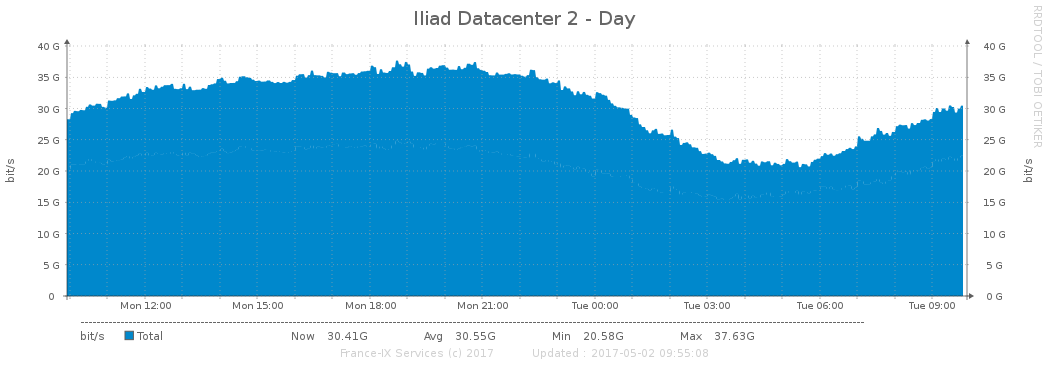 Iliad Datacenter 2 - Day
RRDTOOL / TOBI OETIKER
40 G 40 G
35 G 35 G
30 G 30 G
25 G 25 G
20 G 20 G
15 G 15 G
10 G 10 G
5 G 5 G
0 0 G
bit/s bit/s
Mon 12:00 Mon 15:00 Mon 18:00 Mon 21:00 Tue 00:00 Tue 03:00 Tue 06:00 Tue 09:00
bit/s Total Now 30.41G Avg 30.55G Min 20.58G Max 37.63G
France-IX Services (c) 2017 Updated : 2017-05-02 09:55:08